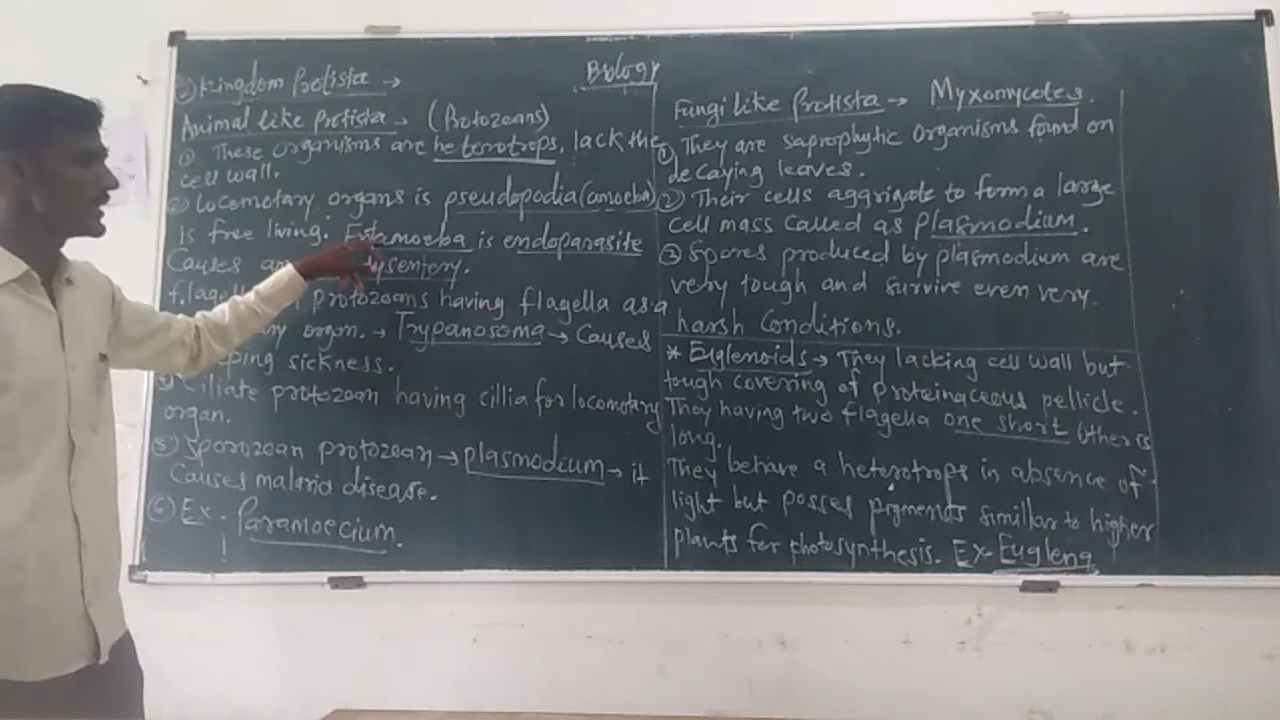 Biology
② Kingdom Protista →
Animal like Protista → (Protozoans)
① These organisms are heterotrops, lack the
cell wall.
② Locomotary organs is pseudopodia (amoeba)
is free living. Entamoeba is endoparasite
Causes
protozoans having flagella as a
organ. → Trypanosoma → Causes
sickness.
Ciliate protozoan having cillia for locomotary
organ.
⑤ Sporozoan protozoan → plasmodium → it
Causes malaria disease.
⑥ Ex - Paramoecium.
Fungi like Protista → Myxomycotes.
① They are saprophytic organisms found on
decaying leaves.
② Their cells aggrigate to form a large
cell mass called as plasmodium.
③ Spores produced by plasmodium are
very tough and survive even very
harsh Conditions.
* Euglenoids → They lacking cell wall but
tough covering of proteinaceous pellicle.
They having two flagella one short other is
long.
They behave a heterotrops in absence of
light but posses pigments simillar to higher
plants for photosynthesis. Ex- Euglena